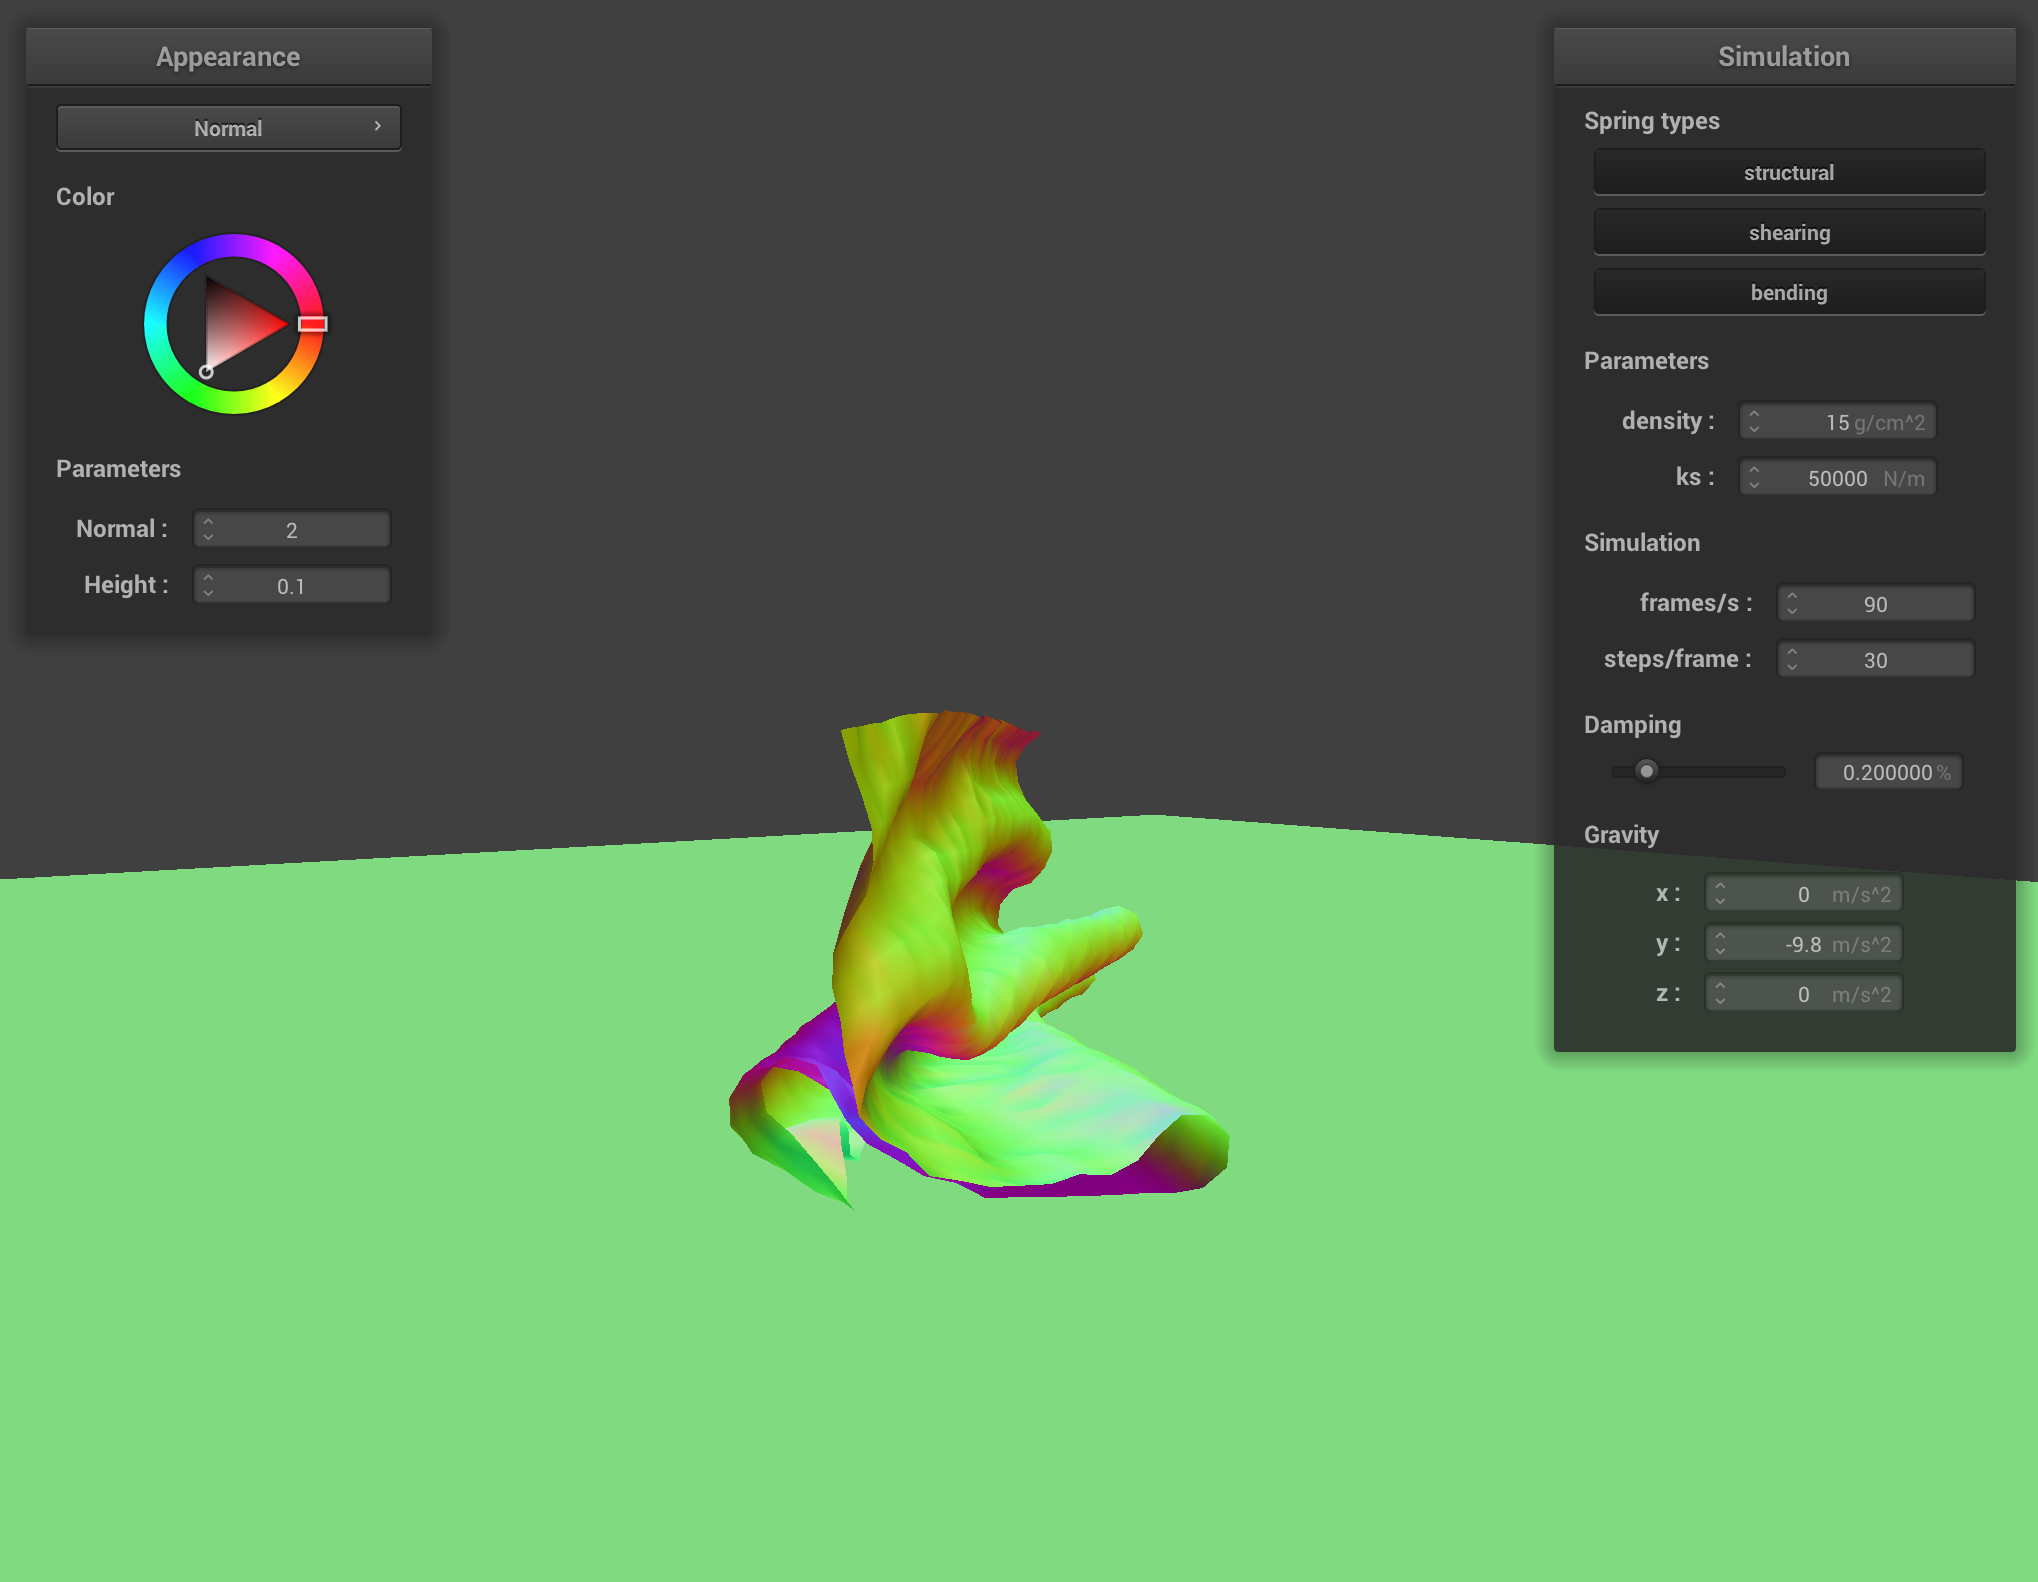 Appearance
Normal
Color
Parameters
Normal : 2
Height : 0.1
Simulation
Spring types
structural
shearing
bending
Parameters
density : 15 g/cm^2
ks : 50000 N/m
Simulation
frames/s : 90
steps/frame : 30
Damping
0.200000 %
Gravity
x : 0 m/s^2
y : -9.8 m/s^2
z : 0 m/s^2